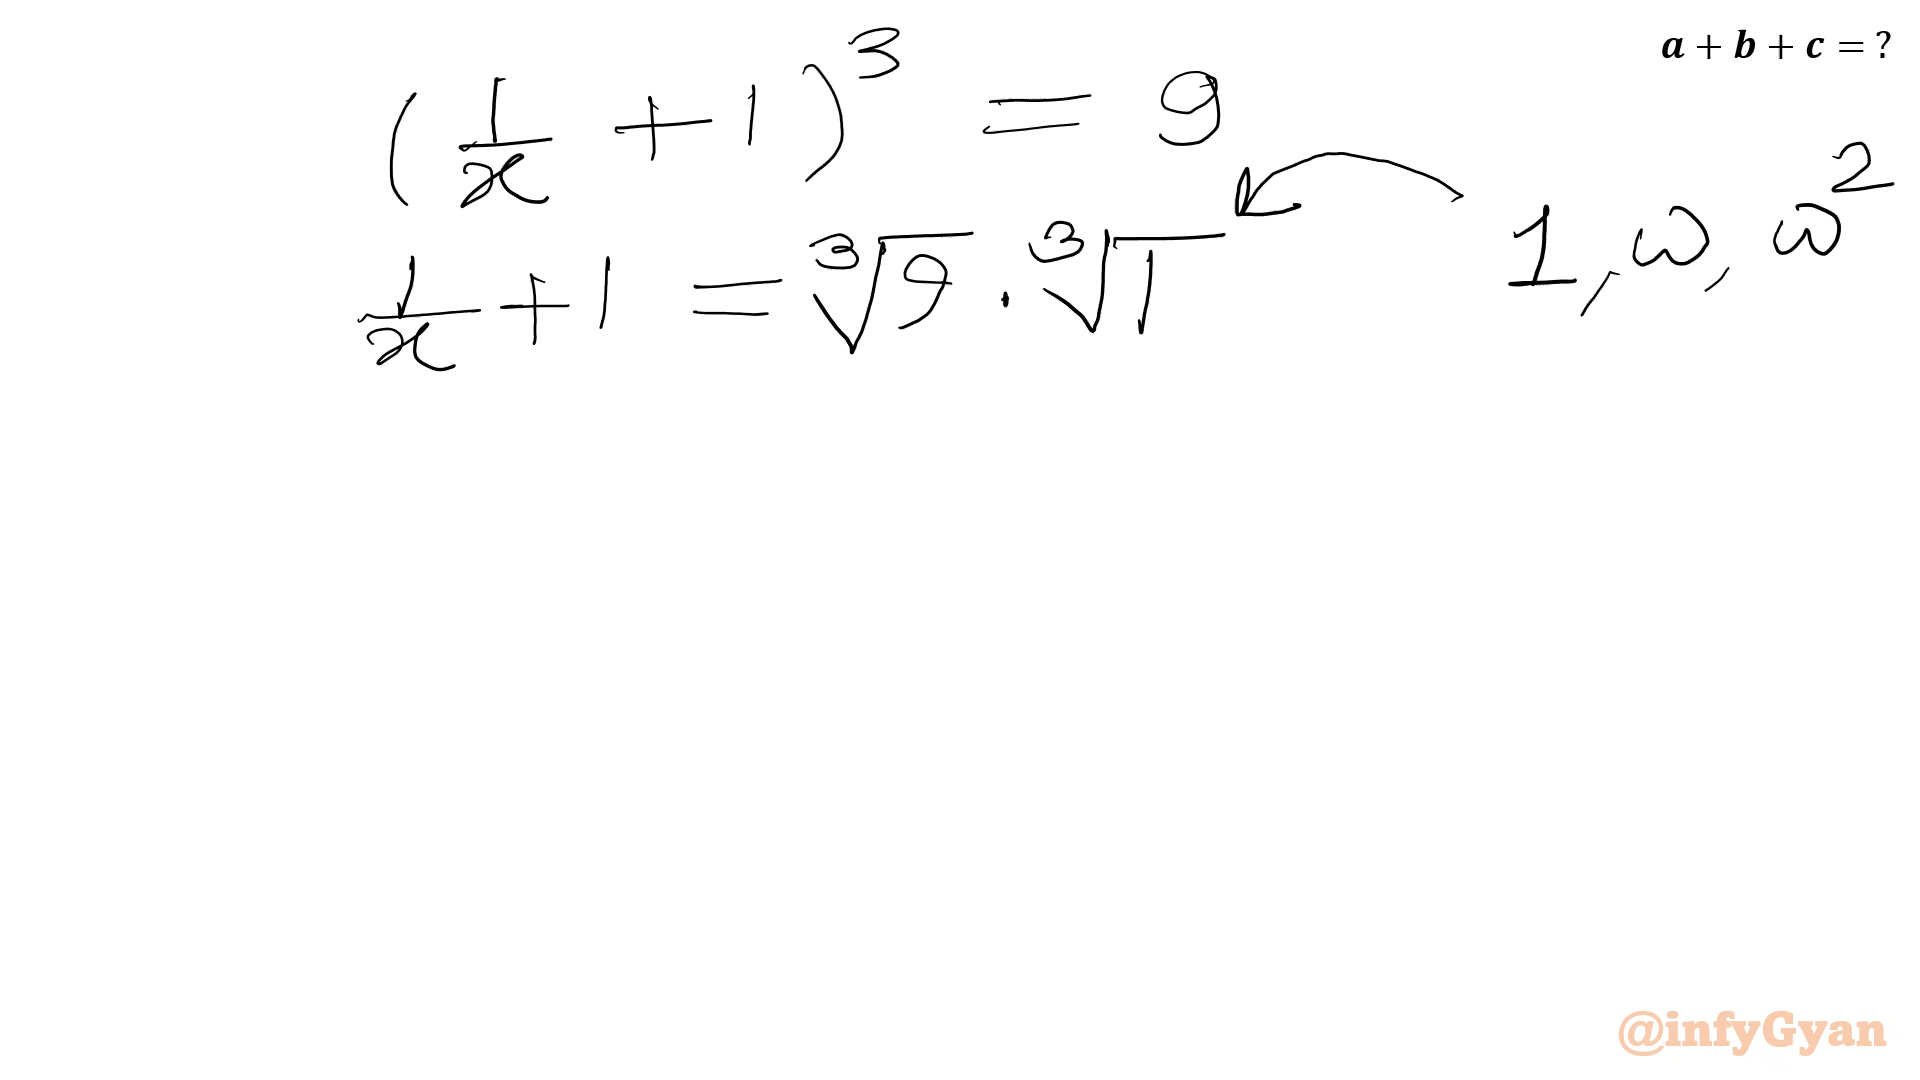 a + b + c = ?
(1/x + 1)³ = 9
1/x + 1 = ∛9 · ∛1
1, ω, ω²
@infyGyan